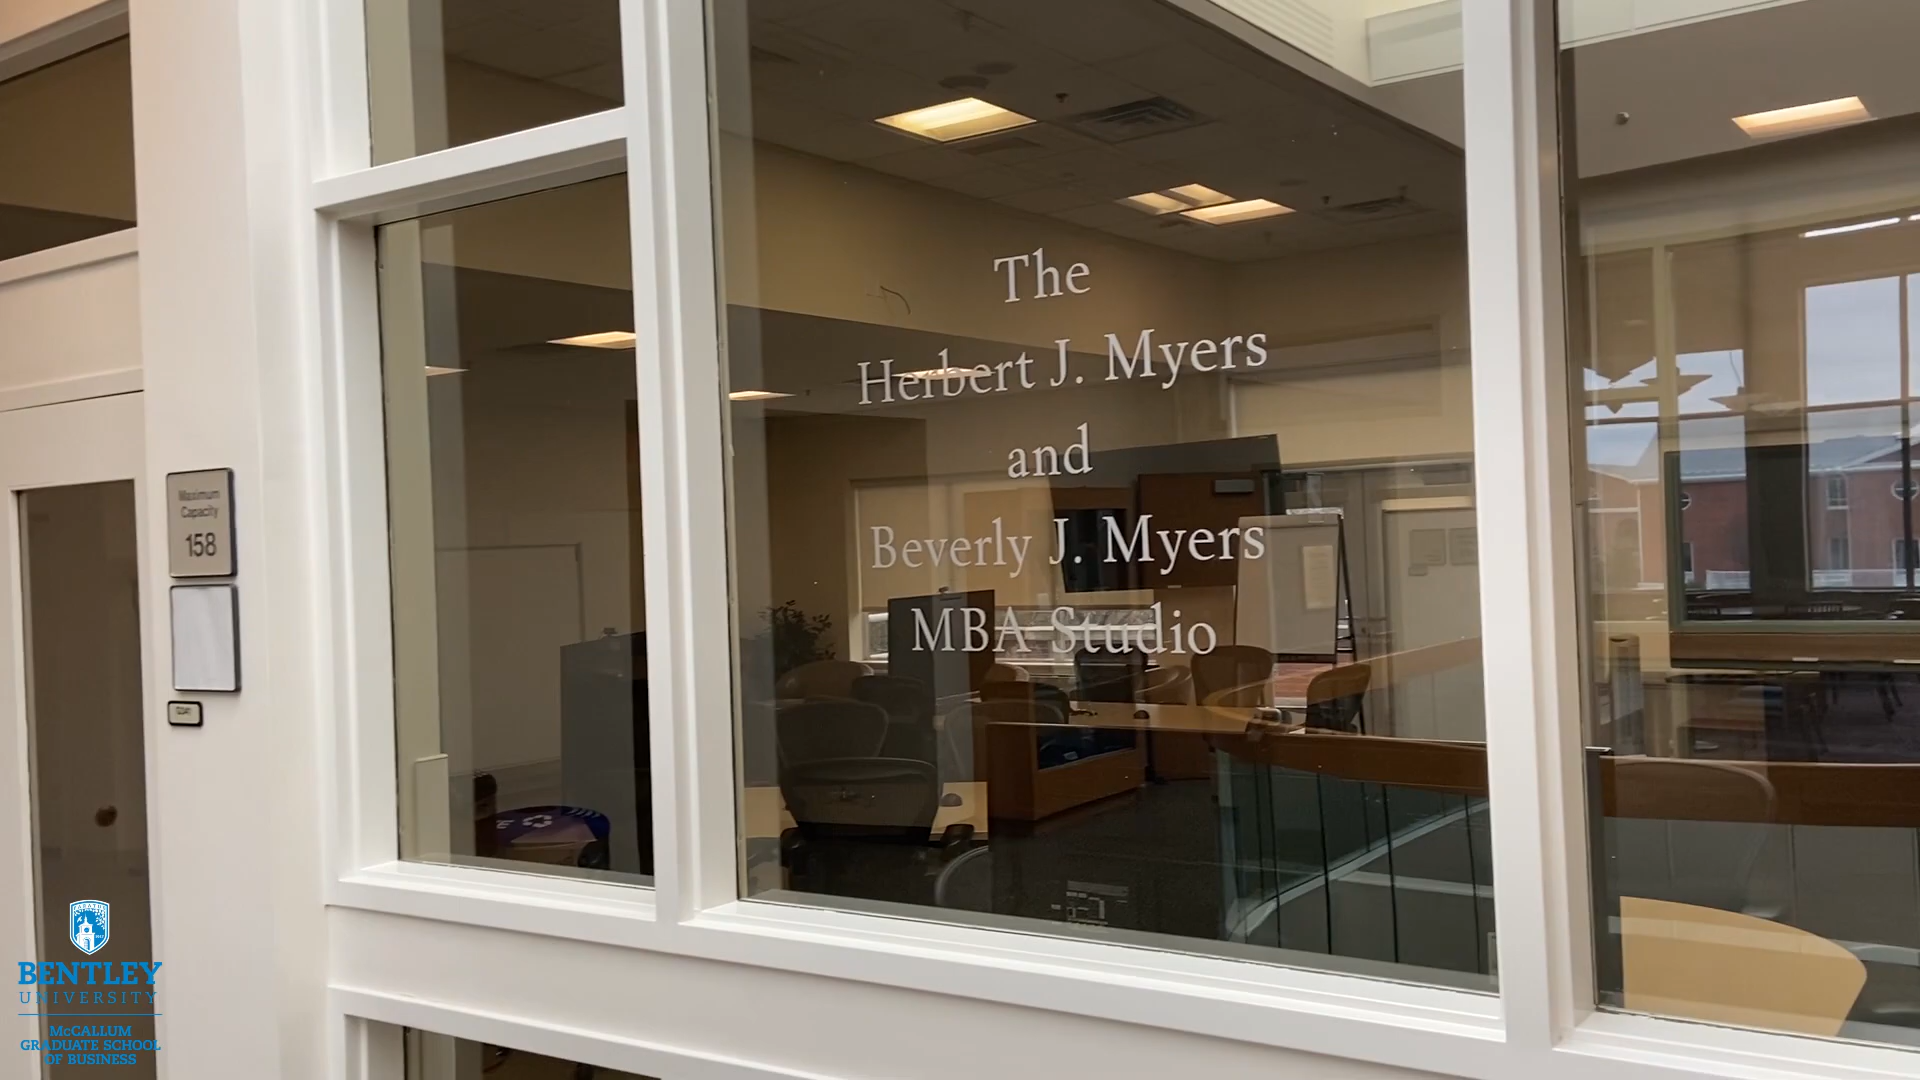 The
Herbert J. Myers
and
Beverly J. Myers
MBA Studio
Maximum
Capacity
158
BENTLEY
UNIVERSITY
McCALLUM
GRADUATE SCHOOL
OF BUSINESS